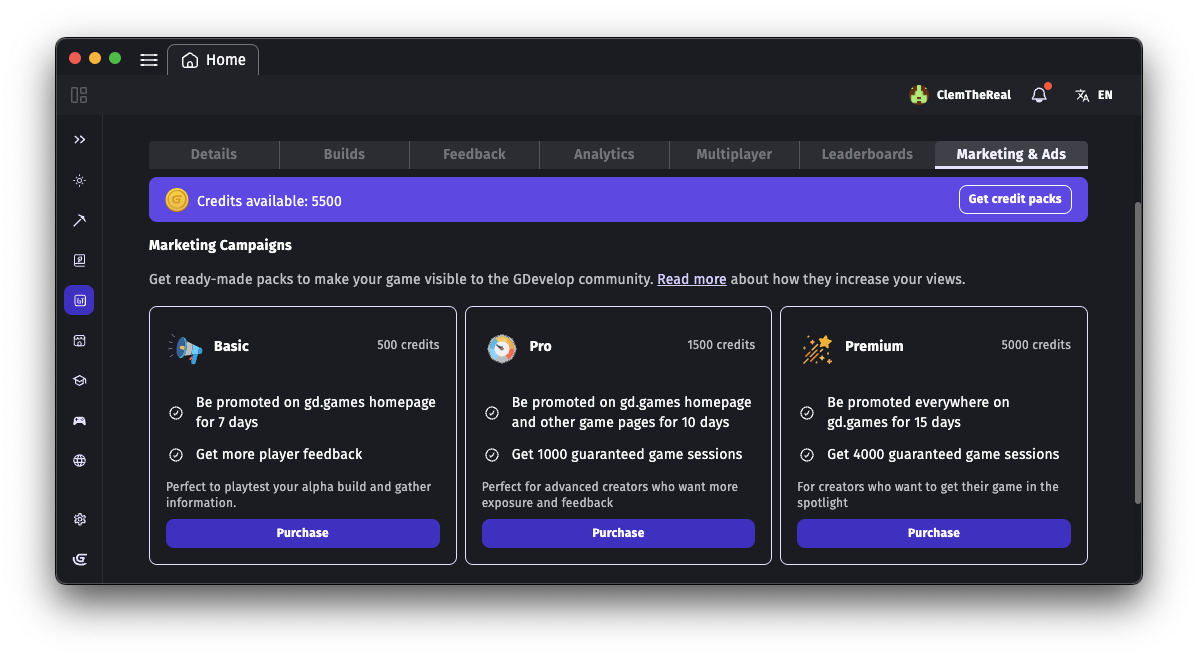 Home
ClemTheReal
EN
Details Builds Feedback Analytics Multiplayer Leaderboards Marketing & Ads
Credits available: 5500 Get credit packs
Marketing Campaigns
Get ready-made packs to make your game visible to the GDevelop community. Read more about how they increase your views.
Basic 500 credits
Be promoted on gd.games homepage
for 7 days
Get more player feedback
Perfect to playtest your alpha build and gather
information.
Purchase
Pro 1500 credits
Be promoted on gd.games homepage
and other game pages for 10 days
Get 1000 guaranteed game sessions
Perfect for advanced creators who want more
exposure and feedback
Purchase
Premium 5000 credits
Be promoted everywhere on
gd.games for 15 days
Get 4000 guaranteed game sessions
For creators who want to get their game in the
spotlight
Purchase